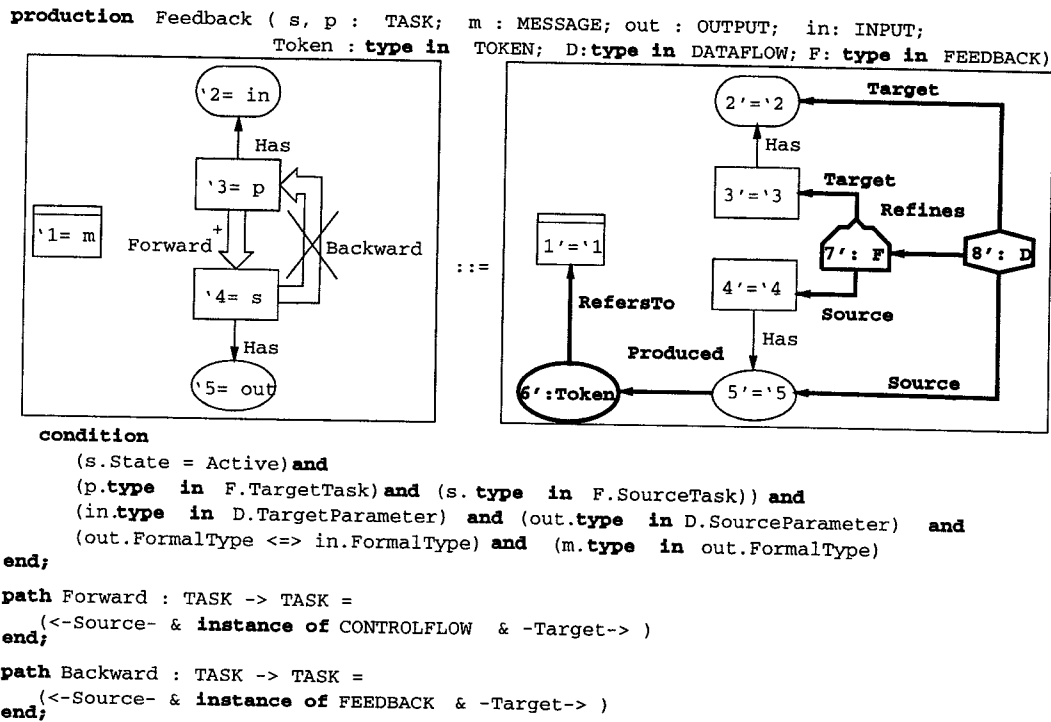 production Feedback ( s, p : TASK; m : MESSAGE; out : OUTPUT; in: INPUT;
Token : type in TOKEN; D:type in DATAFLOW; F: type in FEEDBACK)
‘2= in
Has
‘3= p
‘1= m
+
Forward
Backward
‘4= s
Has
‘5= out
::=
2’=‘2
Target
Has
3’=‘3
Target
Refines
1’=‘1
7’: F
8’: D
4’=‘4
RefersTo
Source
Has
Produced
6’:Token
5’=‘5
Source
condition
(s.State = Active)and
(p.type in F.TargetTask)and (s.type in F.SourceTask)) and
(in.type in D.TargetParameter) and (out.type in D.SourceParameter) and
(out.FormalType <=> in.FormalType) and (m.type in out.FormalType)
end;
path Forward : TASK -> TASK =
(<-Source- & instance of CONTROLFLOW & -Target-> )
end;
path Backward : TASK -> TASK =
(<-Source- & instance of FEEDBACK & -Target-> )
end;